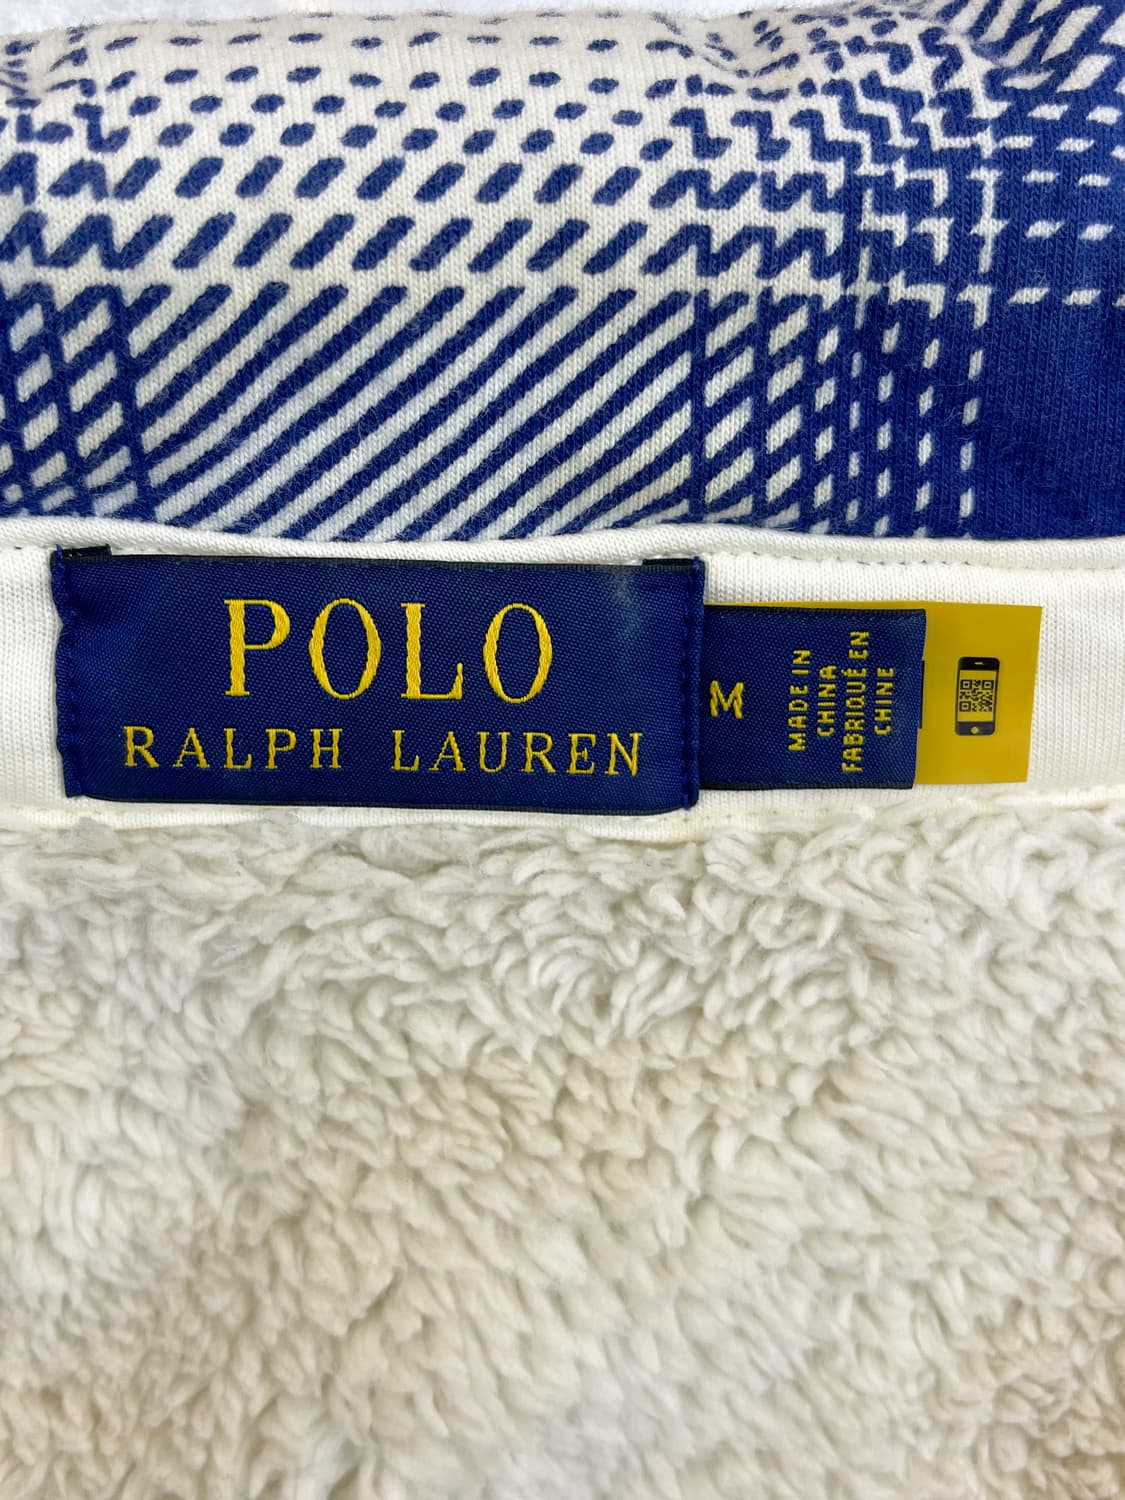 POLO
RALPH LAUREN
M
MADE IN
CHINA
FABRIQUÉ EN
CHINE